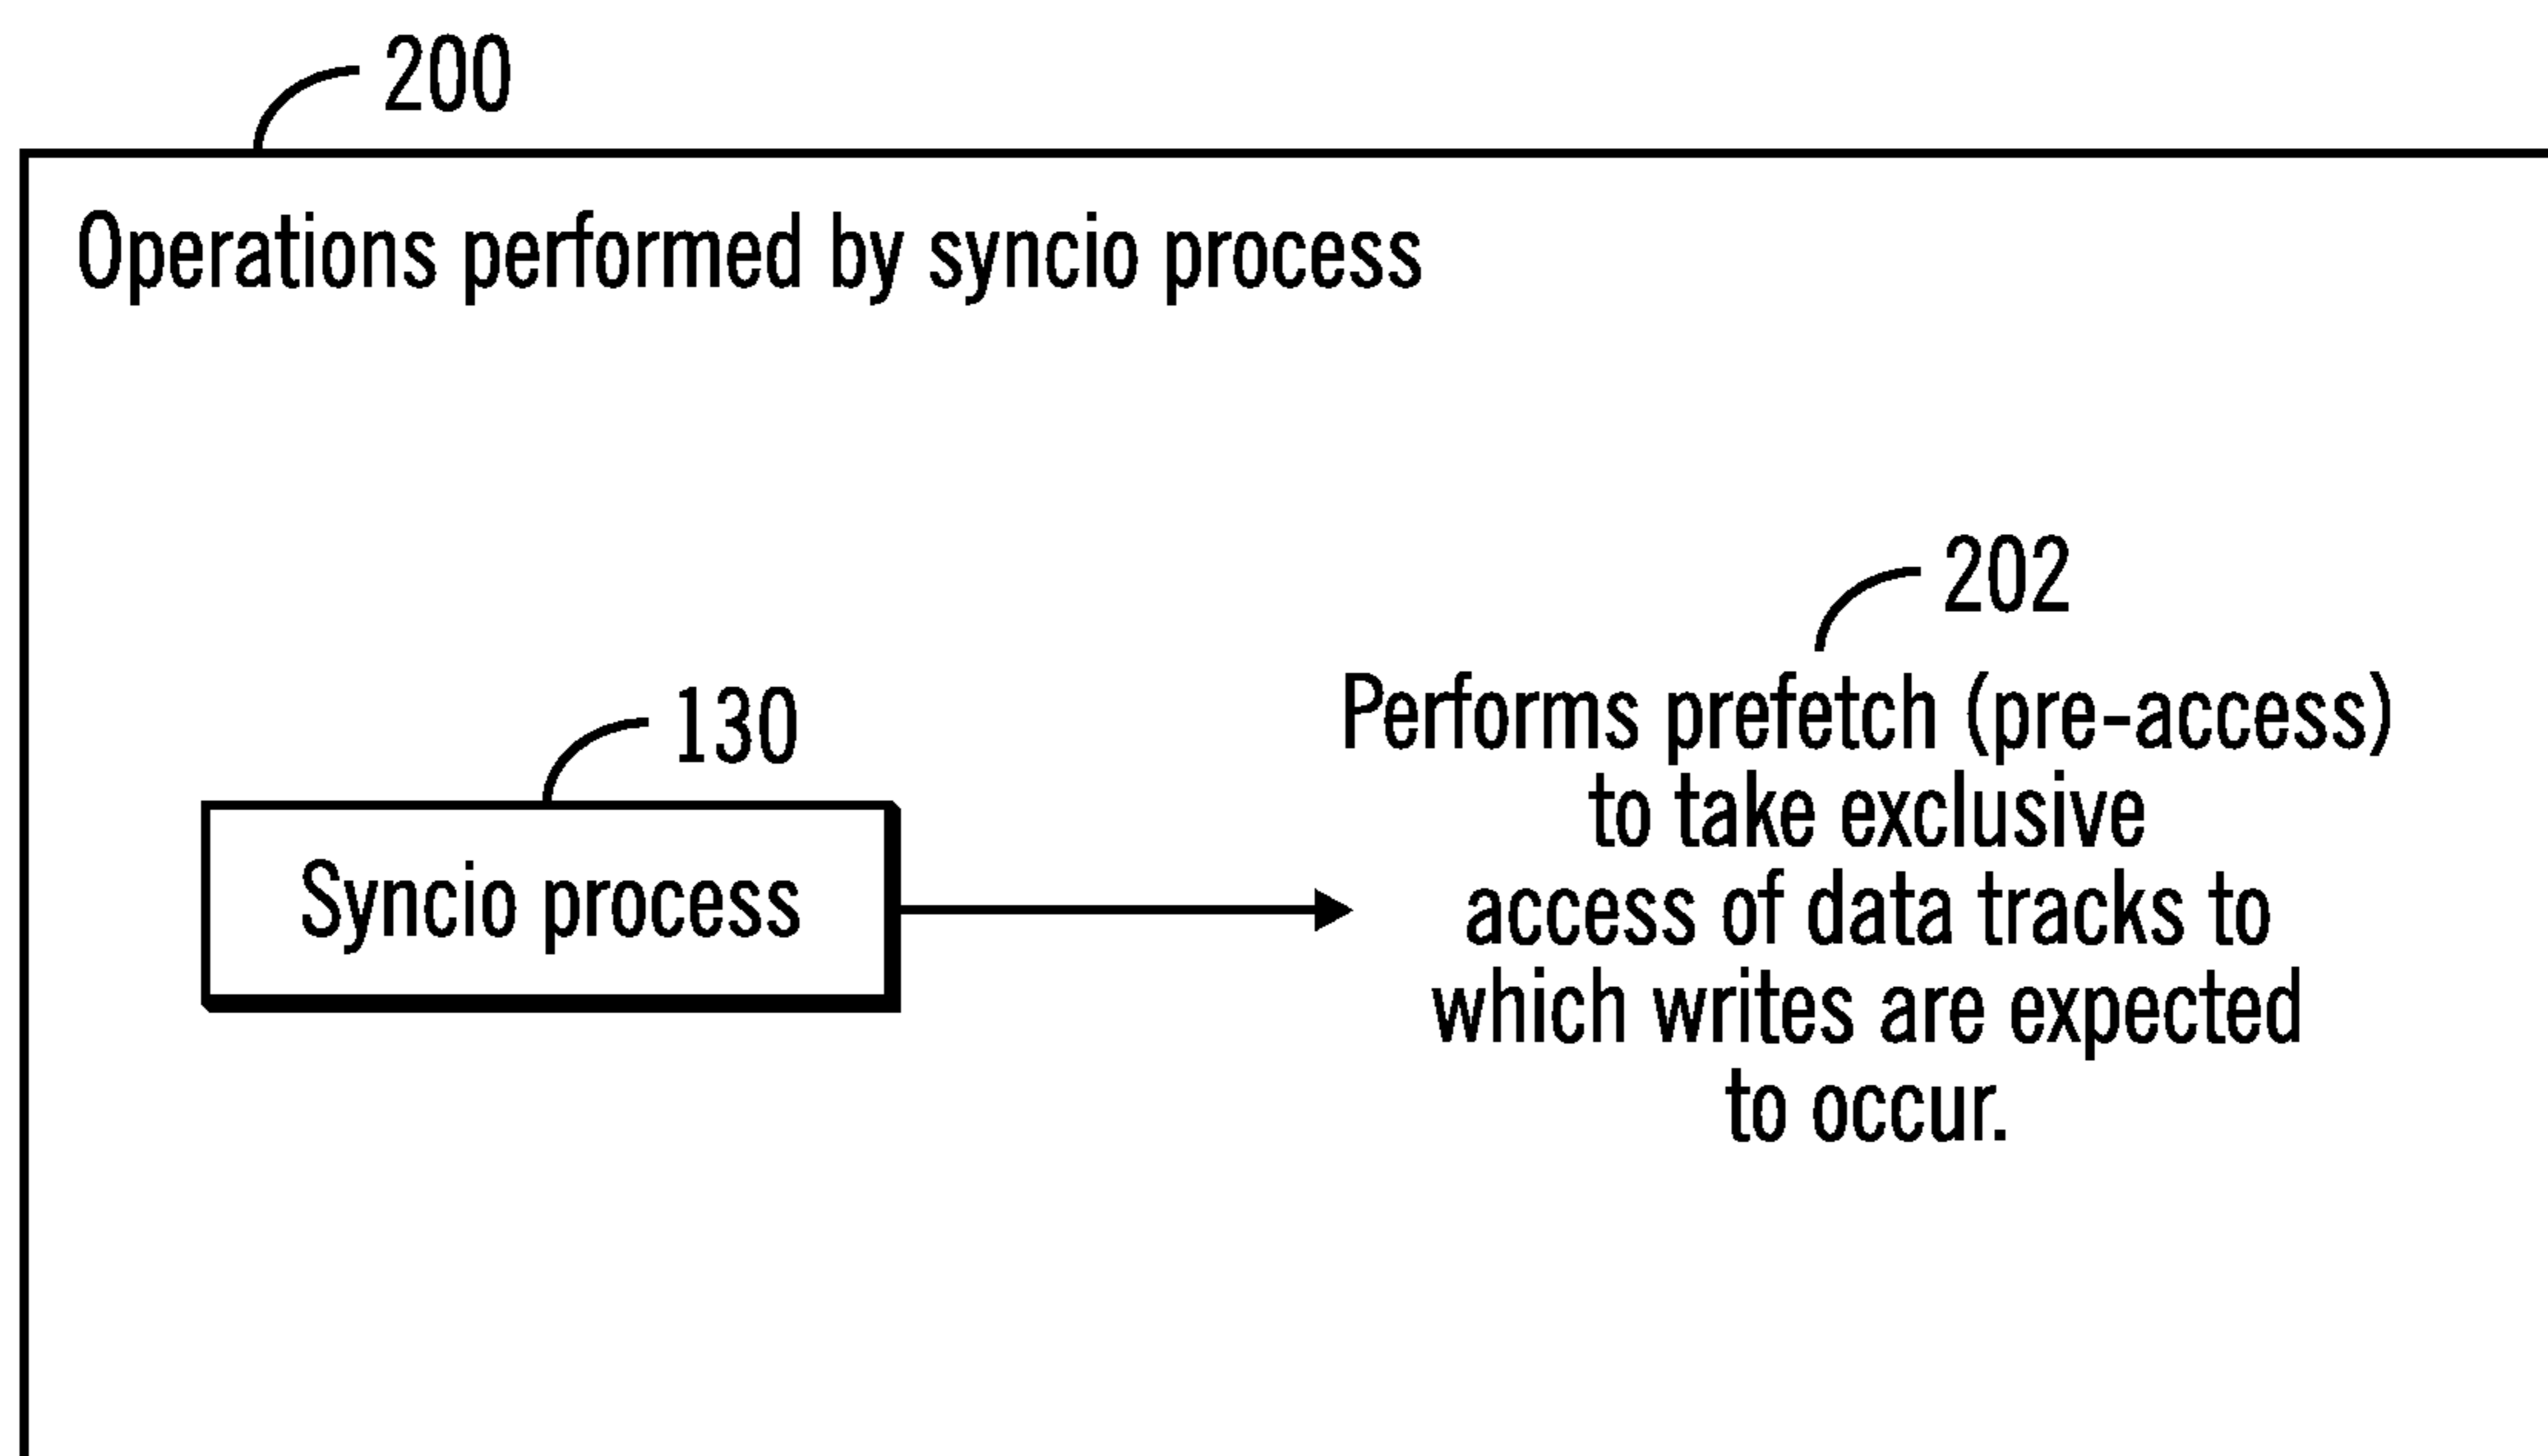 200
Operations performed by syncio process
202
Performs prefetch (pre-access)
to take exclusive
access of data tracks to
which writes are expected
to occur.
130
Syncio process